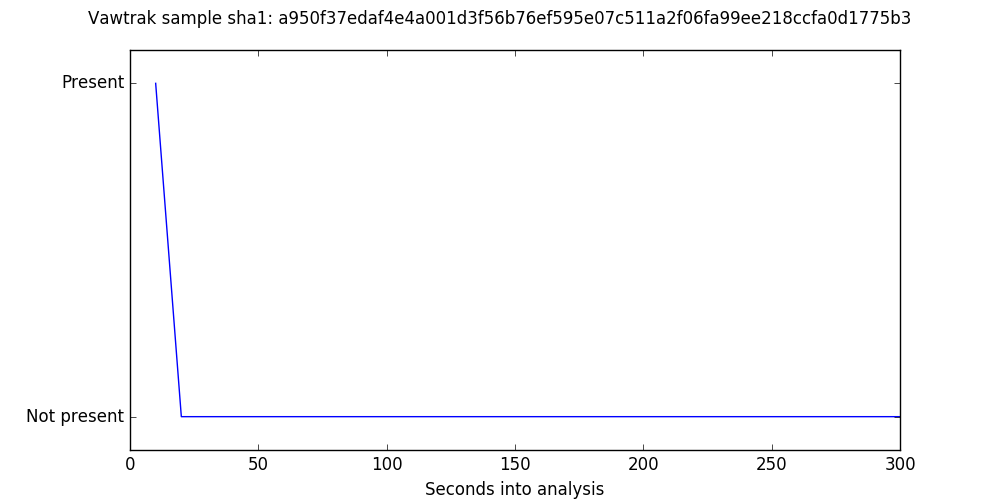 Vawtrak sample sha1: a950f37edaf4e4a001d3f56b76ef595e07c511a2f06fa99ee218ccfa0d1775b3
Present
Not present
0 50 100 150 200 250 300
Seconds into analysis